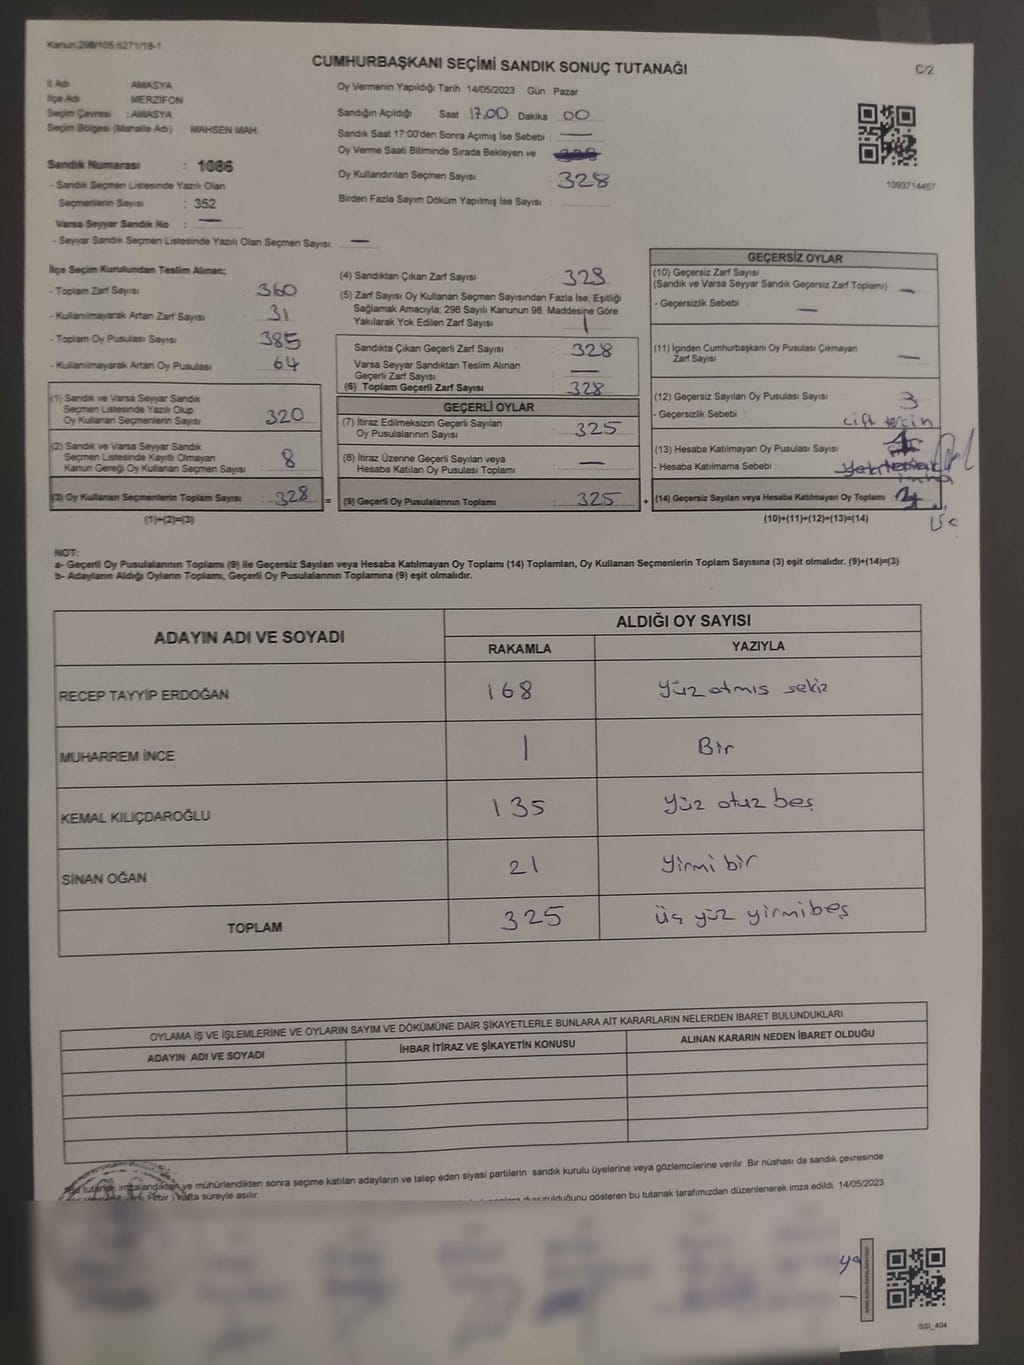 Kanun:298/105;6271/18-1
CUMHURBAŞKANI SEÇİMİ SANDIK SONUÇ TUTANAĞI
C/2
İl Adı AMASYA
İlçe Adı MERZİFON
Seçim Çevresi : AMASYA
Seçim Bölgesi (Mahalle Adı) : MAHSEN MAH.
Sandık Numarası : 1086
- Sandık Seçmen Listesinde Yazılı Olan
Seçmenlerin Sayısı : 352
Varsa Seyyar Sandık No : —
- Seyyar Sandık Seçmen Listesinde Yazılı Olan Seçmen Sayısı: —
Oy Vermenin Yapıldığı Tarih 14/05/2023 Gün : Pazar
Sandığın Açıldığı Saat 17.00 Dakika : 00
Sandık Saat 17:00'den Sonra Açımış İse Sebebi : —
Oy Verme Saati Bitiminde Sırada Bekleyen ve
Oy Kullandırılan Seçmen Sayısı : 328
Birden Fazla Sayım Döküm Yapılmış İse Sayısı :
1093714457
İlçe Seçim Kurulundan Teslim Alınan;
- Toplam Zarf Sayısı : 360
- Kullanılmayarak Artan Zarf Sayısı : 31
- Toplam Oy Pusulası Sayısı : 385
- Kullanılmayarak Artan Oy Pusulası : 64
(1) Sandık ve Varsa Seyyar Sandık
Seçmen Listesinde Yazılı Olup
Oy Kullanan Seçmenlerin Sayısı : 320
(2) Sandık ve Varsa Seyyar Sandık
Seçmen Listesinde Kayıtlı Olmayan
Kanun Gereği Oy Kullanan Seçmen Sayısı : 8
(3) Oy Kullanan Seçmenlerin Toplam Sayısı : 328
(1)+(2)=(3)
(4) Sandıktan Çıkan Zarf Sayısı : 328
(5) Zarf Sayısı Oy Kullanan Seçmen Sayısından Fazla İse, Eşitliği
Sağlamak Amacıyla; 298 Sayılı Kanunun 98. Maddesine Göre
Yakılarak Yok Edilen Zarf Sayısı
Sandıkta Çıkan Geçerli Zarf Sayısı : 328
Varsa Seyyar Sandıktan Teslim Alınan
Geçerli Zarf Sayısı —
(6) Toplam Geçerli Zarf Sayısı : 328
GEÇERLİ OYLAR
(7) İtiraz Edilmeksizin Geçerli Sayılan
Oy Pusulalarının Sayısı : 325
(8) İtiraz Üzerine Geçerli Sayılan veya
Hesaba Katılan Oy Pusulası Toplamı : —
= (9) Geçerli Oy Pusulalarının Toplamı : 325 +
GEÇERSİZ OYLAR
(10) Geçersiz Zarf Sayısı
(Sandık ve Varsa Seyyar Sandık Geçersiz Zarf Toplamı) : —
- Geçersizlik Sebebi : —
(11) İçinden Cumhurbaşkanı Oy Pusulası Çıkmayan
Zarf Sayısı : —
(12) Geçersiz Sayılan Oy Pusulası Sayısı : 3
- Geçersizlik Sebebi : çift tercin
(13) Hesaba Katılmayan Oy Pusulası Sayısı :
- Hesaba Katılmama Sebebi :
(14) Geçersiz Sayılan veya Hesaba Katılmayan Oy Toplamı :
(10)+(11)+(12)+(13)=(14)
NOT:
a- Geçerli Oy Pusulalarının Toplamı (9) ile Geçersiz Sayılan veya Hesaba Katılmayan Oy Toplamı (14) Toplamları, Oy Kullanan Seçmenlerin Toplam Sayısına (3) eşit olmalıdır. (9)+(14)=(3)
b- Adayların Aldığı Oyların Toplamı, Geçerli Oy Pusulalarının Toplamına (9) eşit olmalıdır.
ADAYIN ADI VE SOYADI
ALDIĞI OY SAYISI
RAKAMLA YAZIYLA
RECEP TAYYİP ERDOĞAN 168 yüz atmış sekiz
MUHARREM İNCE 1 Bir
KEMAL KILIÇDAROĞLU 135 yüz otuz beş
SİNAN OĞAN 21 yirmi bir
TOPLAM 325 üç yüz yirmibeş
OYLAMA İŞ VE İŞLEMLERİNE VE OYLARIN SAYIM VE DÖKÜMÜNE DAİR ŞİKAYETLERLE BUNLARA AİT KARARLARIN NELERDEN İBARET BULUNDUKLARI
ADAYIN ADI VE SOYADI İHBAR İTİRAZ VE ŞİKAYETİN KONUSU ALINAN KARARIN NEDEN İBARET OLDUĞU
tutanak imzalandıktan ve mühürlendikten sonra seçime katılan adayların ve talep eden siyasi partilerin sandık kurulu üyelerine veya gözlemcilerine verilir .Bir nüshası da sandık çevresinde
hafta süreyle asılır.
duyurulduğunu gösteren bu tutanak tarafımızdan düzenlenerek imza edildi. 14/05/2023
SSI_404